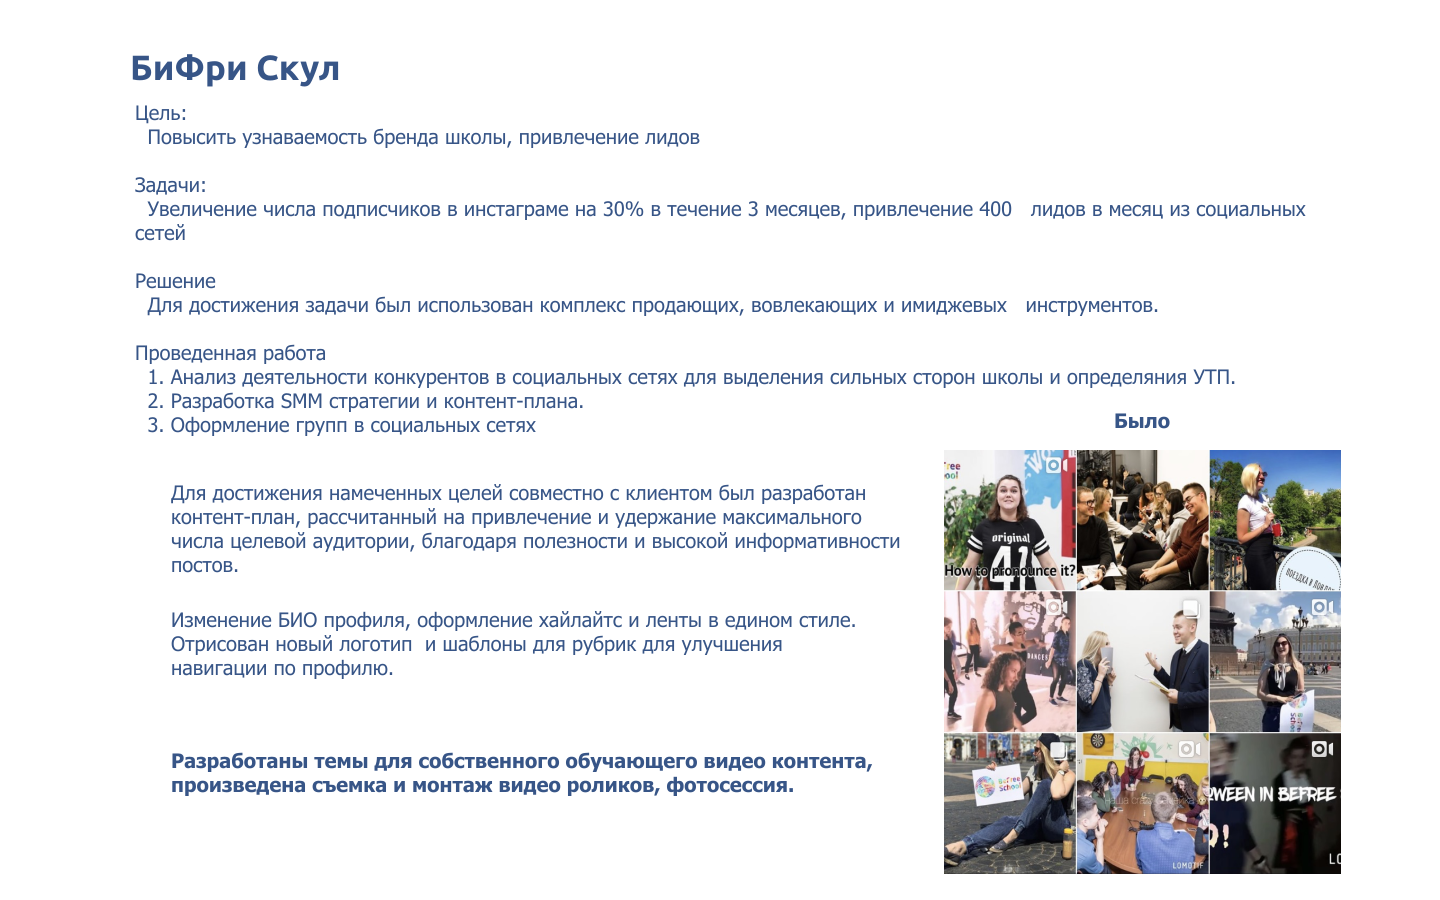 БиФри Скул
Цель:
Повысить узнаваемость бренда школы, привлечение лидов
Задачи:
Увеличение числа подписчиков в инстаграме на 30% в течение 3 месяцев, привлечение 400 лидов в месяц из социальных
сетей
Решение
Для достижения задачи был использован комплекс продающих, вовлекающих и имиджевых инструментов.
Проведенная работа
1. Анализ деятельности конкурентов в социальных сетях для выделения сильных сторон школы и определяния УТП.
2. Разработка SMM стратегии и контент-плана.
3. Оформление групп в социальных сетях
Для достижения намеченных целей совместно с клиентом был разработан
контент-план, рассчитанный на привлечение и удержание максимального
числа целевой аудитории, благодаря полезности и высокой информативности
постов.
Изменение БИО профиля, оформление хайлайтс и ленты в едином стиле.
Отрисован новый логотип и шаблоны для рубрик для улучшения
навигации по профилю.
Разработаны темы для собственного обучающего видео контента,
произведена съемка и монтаж видео роликов, фотосессия.
Было
original
41
How to pronounce it?
поездка в
BeFree
School
LOMOTIF
WEEN IN BEFREE